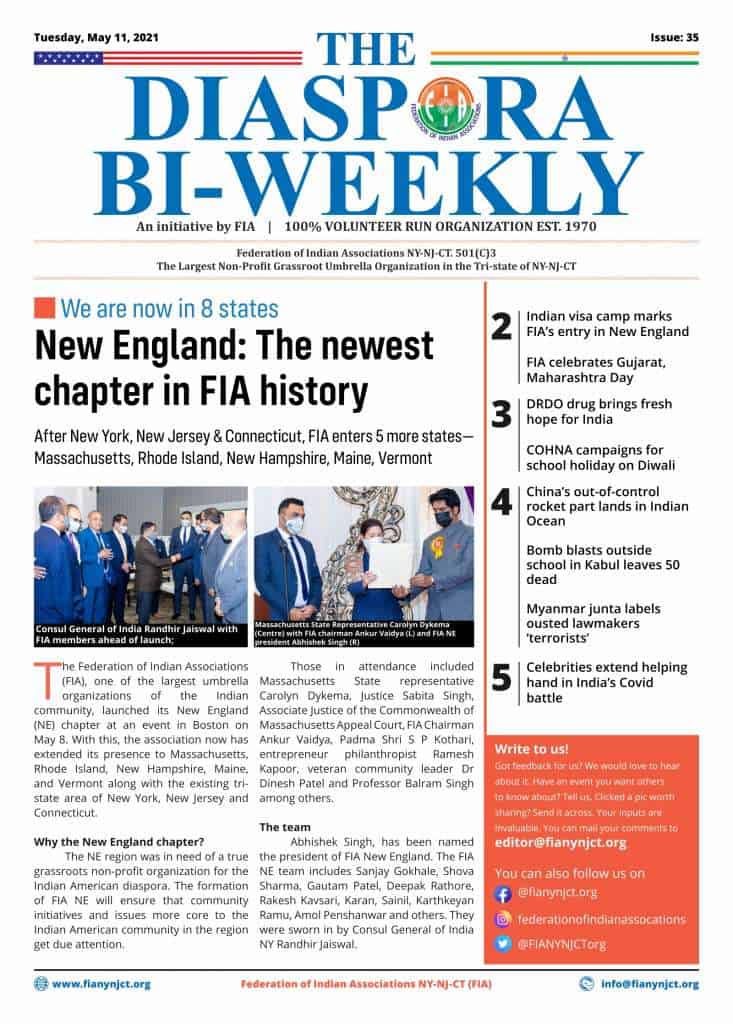 Tuesday, May 11, 2021
Issue: 35
THE
DIASPORA
FIA
FEDERATION OF INDIAN ASSOCIATIONS
BI-WEEKLY
An initiative by FIA | 100% VOLUNTEER RUN ORGANIZATION EST. 1970
Federation of Indian Associations NY-NJ-CT. 501(C)3
The Largest Non-Profit Grassroot Umbrella Organization in the Tri-state of NY-NJ-CT
We are now in 8 states
New England: The newest
chapter in FIA history
After New York, New Jersey & Connecticut, FIA enters 5 more states—
Massachusetts, Rhode Island, New Hampshire, Maine, Vermont
Consul General of India Randhir Jaiswal with
FIA members ahead of launch;
Massachusetts State Representative Carolyn Dykema
(Centre) with FIA chairman Ankur Vaidya (L) and FIA NE
president Abhishek Singh (R)
The Federation of Indian Associations
(FIA), one of the largest umbrella
organizations of the Indian
community, launched its New England
(NE) chapter at an event in Boston on
May 8. With this, the association now has
extended its presence to Massachusetts,
Rhode Island, New Hampshire, Maine,
and Vermont along with the existing tri-
state area of New York, New Jersey and
Connecticut.
Why the New England chapter?
The NE region was in need of a true
grassroots non-profit organization for the
Indian American diaspora. The formation
of FIA NE will ensure that community
initiatives and issues more core to the
Indian American community in the region
get due attention.
Those in attendance included
Massachusetts State representative
Carolyn Dykema, Justice Sabita Singh,
Associate Justice of the Commonwealth of
Massachusetts Appeal Court, FIA Chairman
Ankur Vaidya, Padma Shri S P Kothari,
entrepreneur philanthropist Ramesh
Kapoor, veteran community leader Dr
Dinesh Patel and Professor Balram Singh
among others.
The team
Abhishek Singh, has been named
the president of FIA New England. The FIA
NE team includes Sanjay Gokhale, Shova
Sharma, Gautam Patel, Deepak Rathore,
Rakesh Kavsari, Karan, Sainil, Karthkeyan
Ramu, Amol Penshanwar and others. They
were sworn in by Consul General of India
NY Randhir Jaiswal.
2
Indian visa camp marks
FIA's entry in New England
FIA celebrates Gujarat,
Maharashtra Day
3
DRDO drug brings fresh
hope for India
COHNA campaigns for
school holiday on Diwali
4
China's out-of-control
rocket part lands in Indian
Ocean
Bomb blasts outside
school in Kabul leaves 50
dead
Myanmar junta labels
ousted lawmakers
'terrorists'
5
Celebrities extend helping
hand in India's Covid
battle
Write to us!
Got feedback for us? We would love to hear
about it. Have an event you want others
to know about? Tell us. Clicked a pic worth
sharing? Send it across. Your inputs are
invaluable. You can mail your comments to
editor@fianynjct.org
You can also follow us on
@fianynjct.org
federationofindianassocations
@FIANYNJCTorg
www.fianynjct.org
Federation of Indian Associations NY-NJ-CT (FIA)
info@fianynjct.org